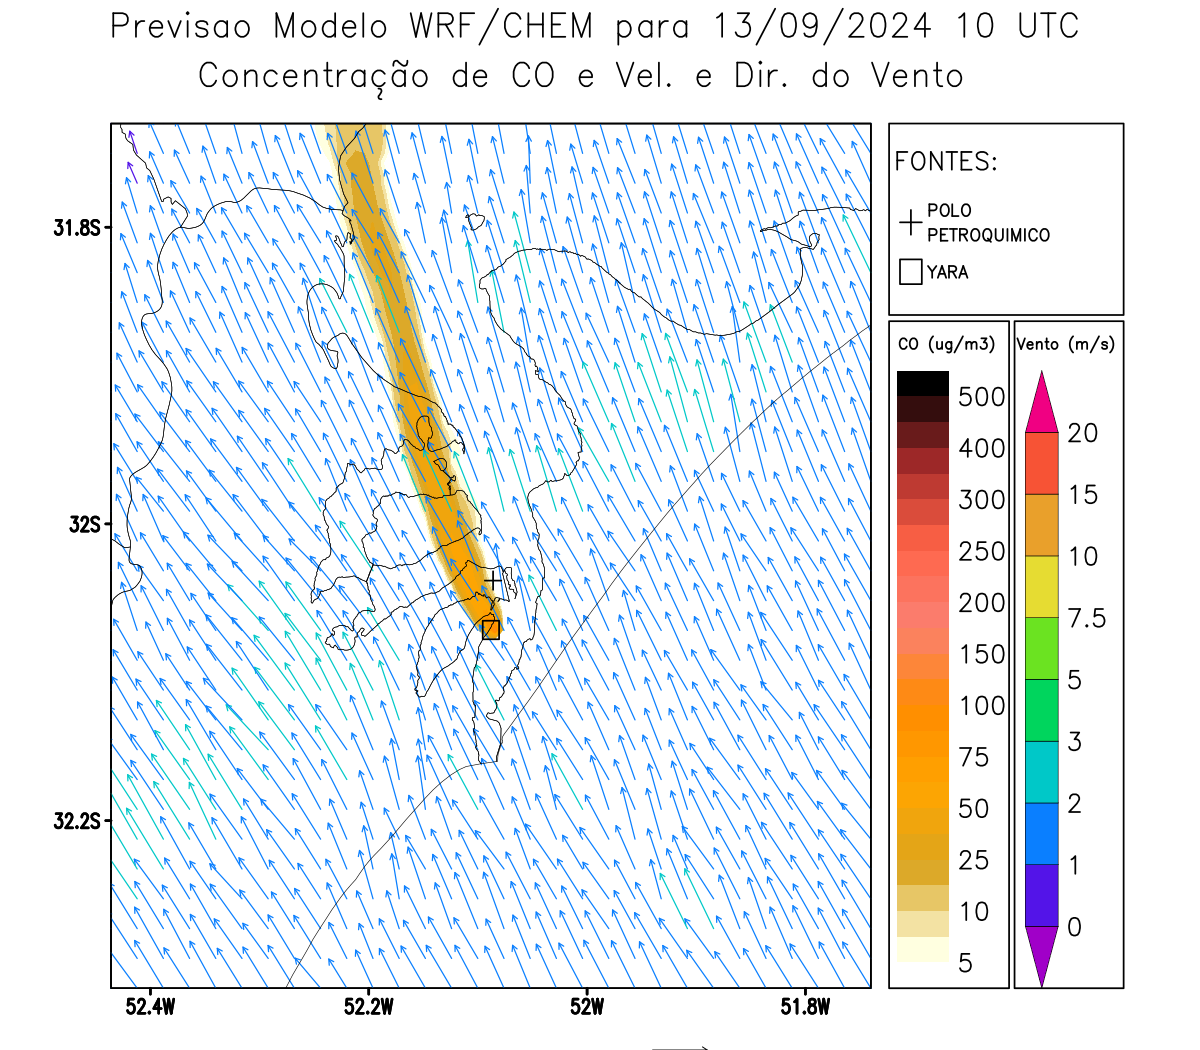 Previsao Modelo WRF/CHEM para 13/09/2024 10 UTC
Concentração de CO e Vel. e Dir. do Vento
FONTES:
POLO
PETROQUIMICO
YARA
CO (ug/m3)
500
400
300
250
200
150
100
75
50
25
10
5
Vento (m/s)
20
15
10
7.5
5
3
2
1
0
31.8S
32S
32.2S
52.4W
52.2W
52W
51.8W